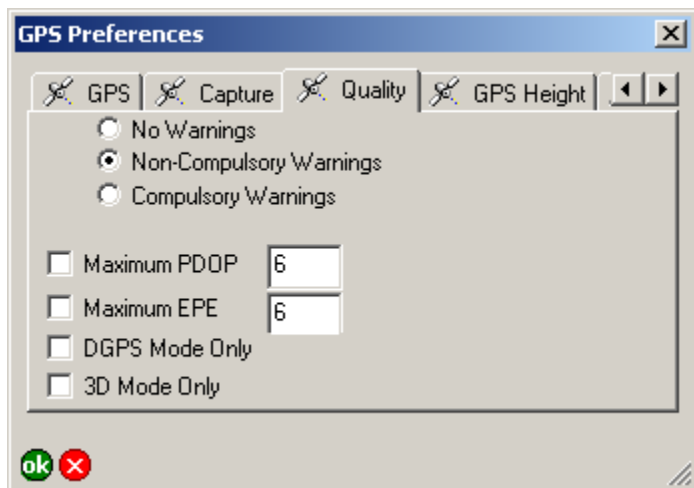 GPS Preferences
GPS Capture Quality GPS Height
No Warnings
Non-Compulsory Warnings
Compulsory Warnings
Maximum PDOP 6
Maximum EPE 6
DGPS Mode Only
3D Mode Only
ok